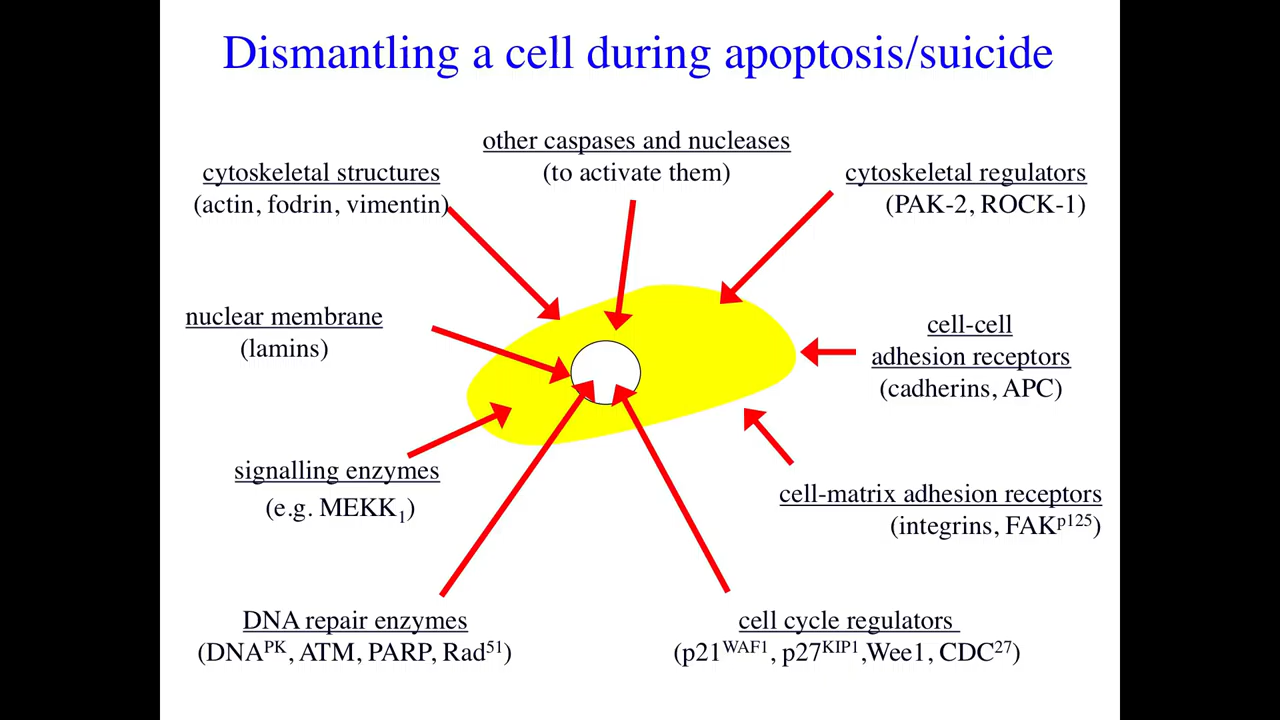 Dismantling a cell during apoptosis/suicide
other caspases and nucleases
(to activate them)
cytoskeletal structures
(actin, fodrin, vimentin)
cytoskeletal regulators
(PAK-2, ROCK-1)
nuclear membrane
(lamins)
cell-cell
adhesion receptors
(cadherins, APC)
signalling enzymes
(e.g. MEKK₁)
cell-matrix adhesion receptors
(integrins, FAKp125)
DNA repair enzymes
(DNAPK, ATM, PARP, Rad51)
cell cycle regulators
(p21WAF1, p27KIP1,Wee1, CDC27)